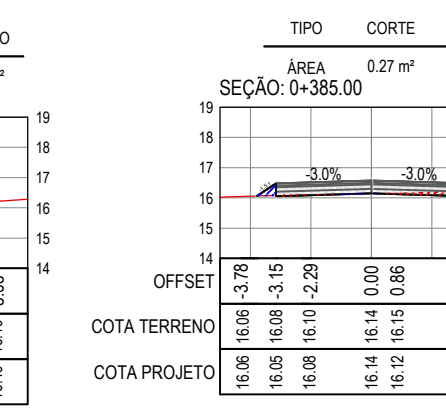 O
TIPO CORTE
²
ÁREA 0.27 m²
SEÇÃO: 0+385.00
19 19
18 18
17 17
-3.0% -3.0%
16 16
15 15
14 14
OFFSET -3.78 -3.15 -2.29 0.00 0.86
COTA TERRENO 16.06 16.08 16.10 16.14 16.15
COTA PROJETO 16.06 16.05 16.08 16.14 16.12